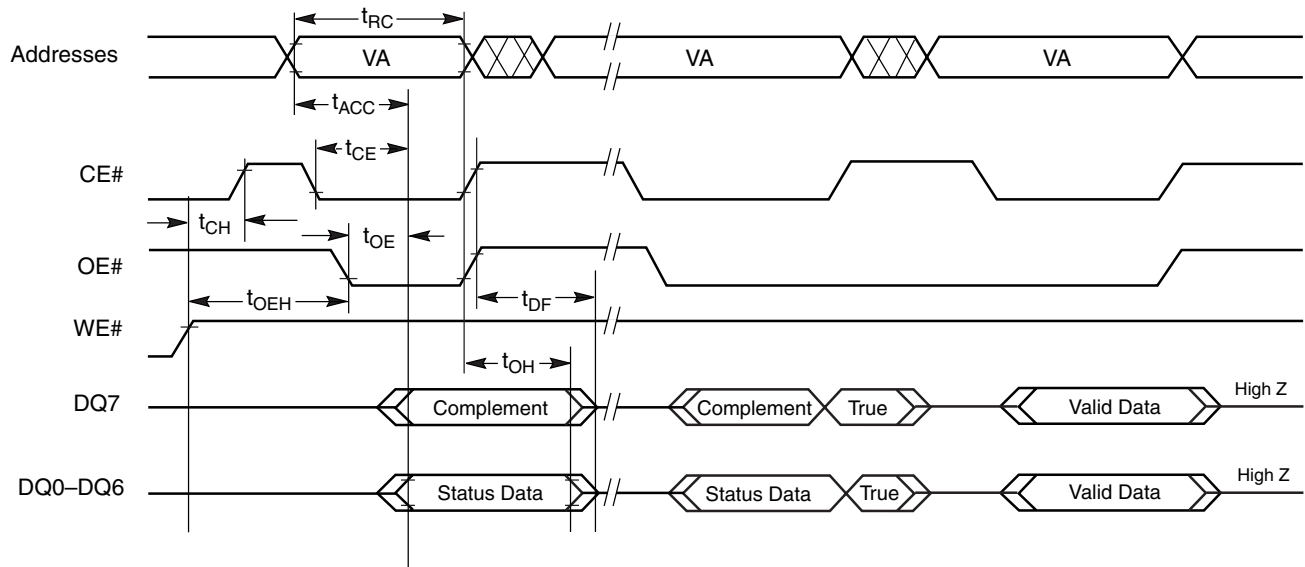 tRC
Addresses VA VA VA
tACC
tCE
CE#
tCH tOE
OE#
tOEH tDF
WE#
tOH
DQ7 Complement Complement True Valid Data High Z
DQ0–DQ6 Status Data Status Data True Valid Data High Z